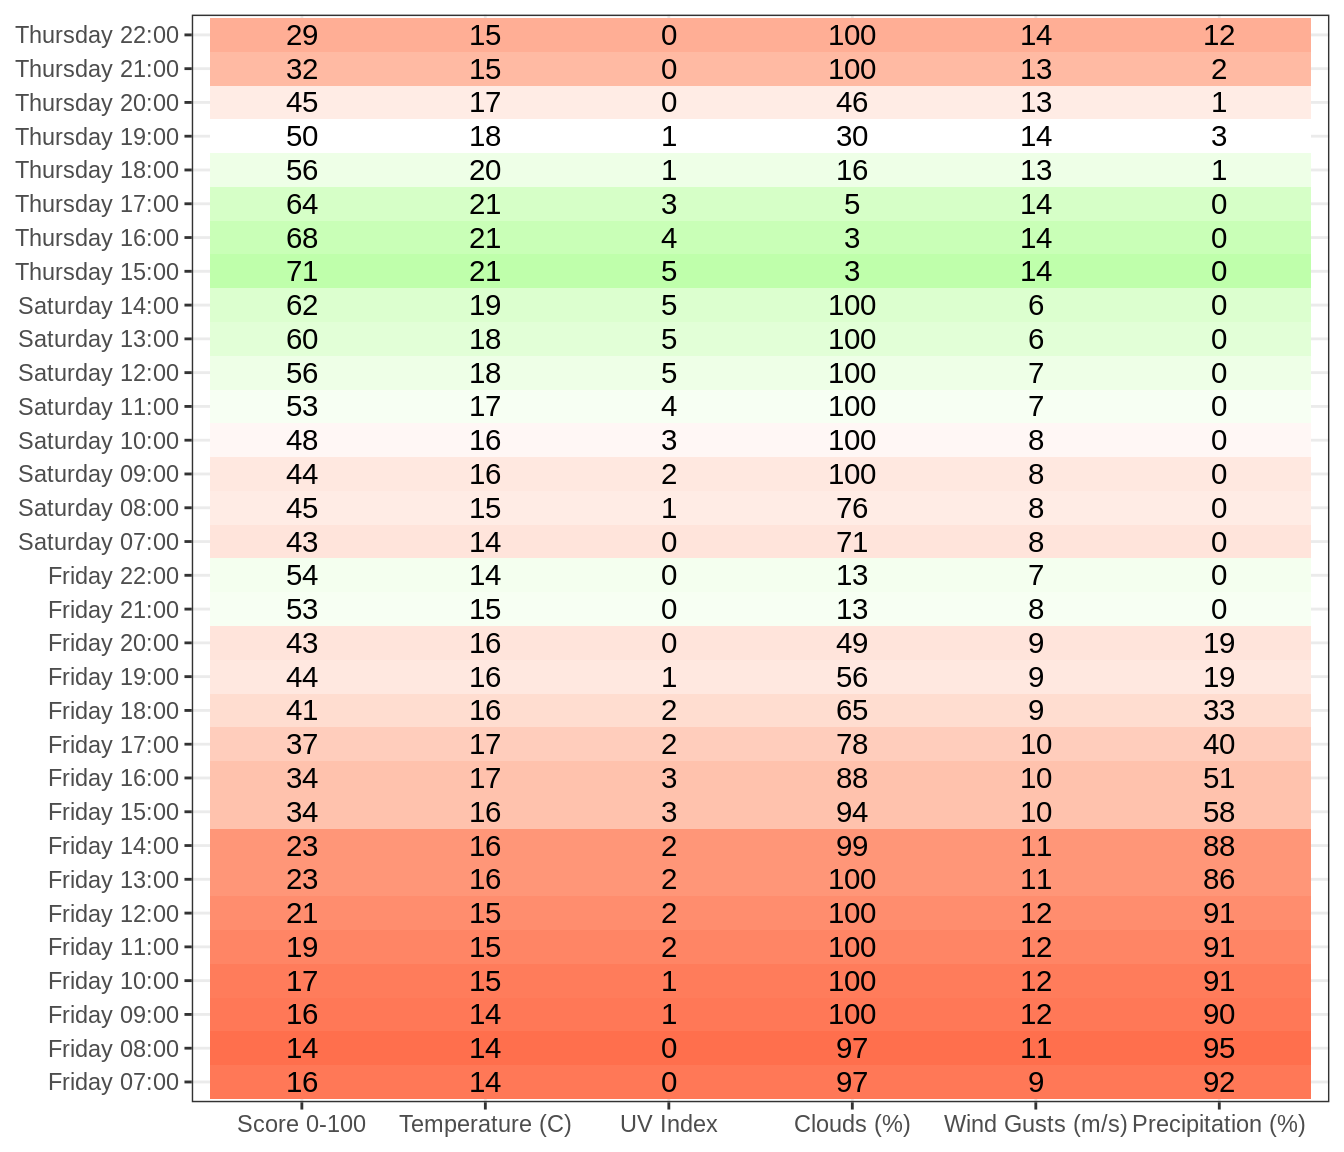 Thursday 22:00 29 15 0 100 14 12
Thursday 21:00 32 15 0 100 13 2
Thursday 20:00 45 17 0 46 13 1
Thursday 19:00 50 18 1 30 14 3
Thursday 18:00 56 20 1 16 13 1
Thursday 17:00 64 21 3 5 14 0
Thursday 16:00 68 21 4 3 14 0
Thursday 15:00 71 21 5 3 14 0
Saturday 14:00 62 19 5 100 6 0
Saturday 13:00 60 18 5 100 6 0
Saturday 12:00 56 18 5 100 7 0
Saturday 11:00 53 17 4 100 7 0
Saturday 10:00 48 16 3 100 8 0
Saturday 09:00 44 16 2 100 8 0
Saturday 08:00 45 15 1 76 8 0
Saturday 07:00 43 14 0 71 8 0
Friday 22:00 54 14 0 13 7 0
Friday 21:00 53 15 0 13 8 0
Friday 20:00 43 16 0 49 9 19
Friday 19:00 44 16 1 56 9 19
Friday 18:00 41 16 2 65 9 33
Friday 17:00 37 17 2 78 10 40
Friday 16:00 34 17 3 88 10 51
Friday 15:00 34 16 3 94 10 58
Friday 14:00 23 16 2 99 11 88
Friday 13:00 23 16 2 100 11 86
Friday 12:00 21 15 2 100 12 91
Friday 11:00 19 15 2 100 12 91
Friday 10:00 17 15 1 100 12 91
Friday 09:00 16 14 1 100 12 90
Friday 08:00 14 14 0 97 11 95
Friday 07:00 16 14 0 97 9 92
Score 0-100 Temperature (C) UV Index Clouds (%) Wind Gusts (m/s) Precipitation (%)